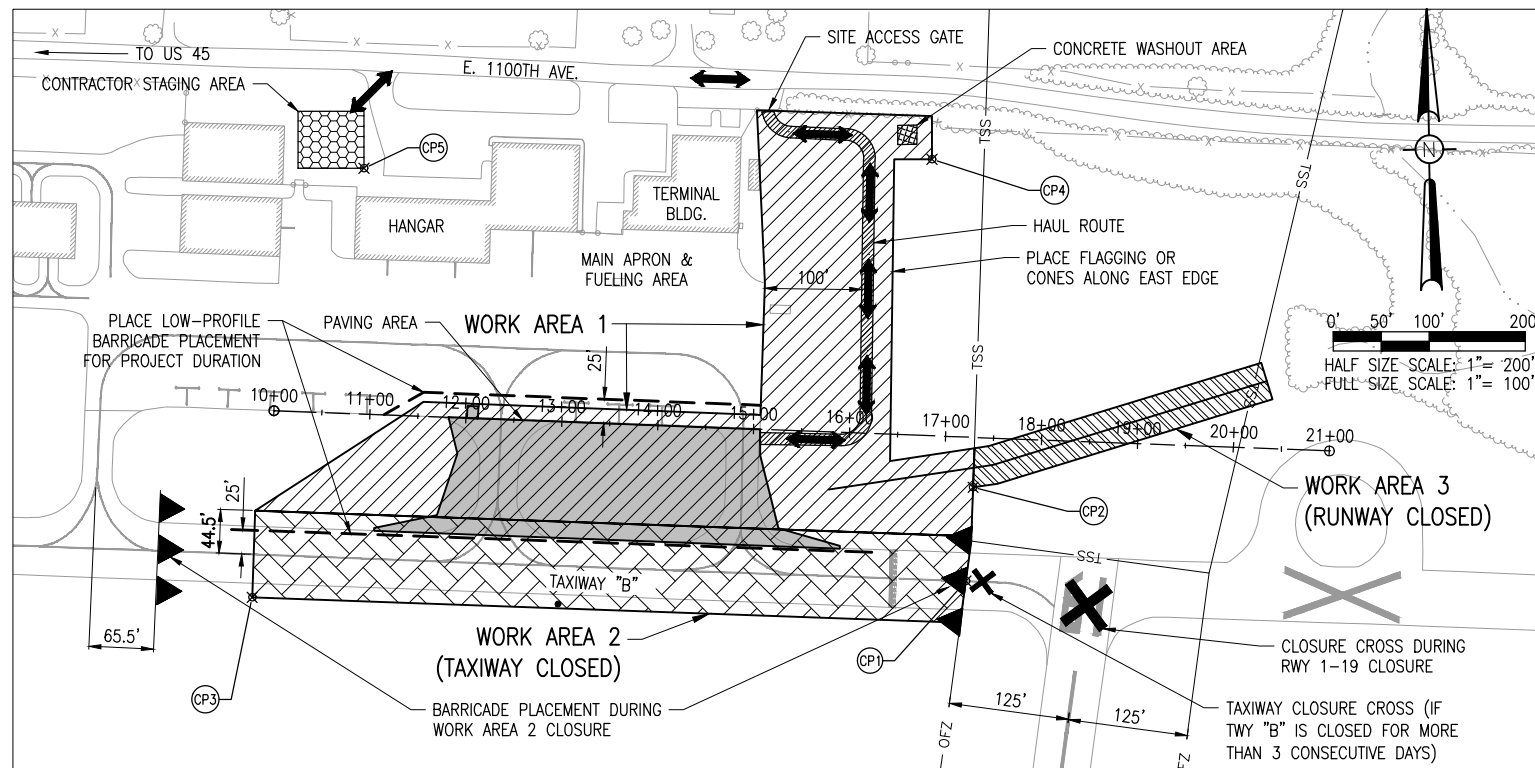 TO US 45
E. 1100TH AVE.
SITE ACCESS GATE
CONCRETE WASHOUT AREA
CONTRACTOR STAGING AREA
CP5
TSS
TSS
N
CP4
TERMINAL
BLDG.
HANGAR
HAUL ROUTE
MAIN APRON &
FUELING AREA
PLACE FLAGGING OR
CONES ALONG EAST EDGE
100'
PLACE LOW-PROFILE
BARRICADE PLACEMENT
FOR PROJECT DURATION
PAVING AREA
WORK AREA 1
25'
TSS
0' 50' 100' 200'
HALF SIZE SCALE: 1"= 200'
FULL SIZE SCALE: 1"= 100'
10+00
11+00
12+00
13+00
14+00
15+00
16+00
17+00
18+00
19+00
20+00
21+00
WORK AREA 3
(RUNWAY CLOSED)
CP2
25'
44.5'
TSS
TAXIWAY "B"
65.5'
WORK AREA 2
(TAXIWAY CLOSED)
CP1
CP3
CLOSURE CROSS DURING
RWY 1-19 CLOSURE
BARRICADE PLACEMENT DURING
WORK AREA 2 CLOSURE
125'
125'
TAXIWAY CLOSURE CROSS (IF
TWY "B" IS CLOSED FOR MORE
THAN 3 CONSECUTIVE DAYS)
OFZ